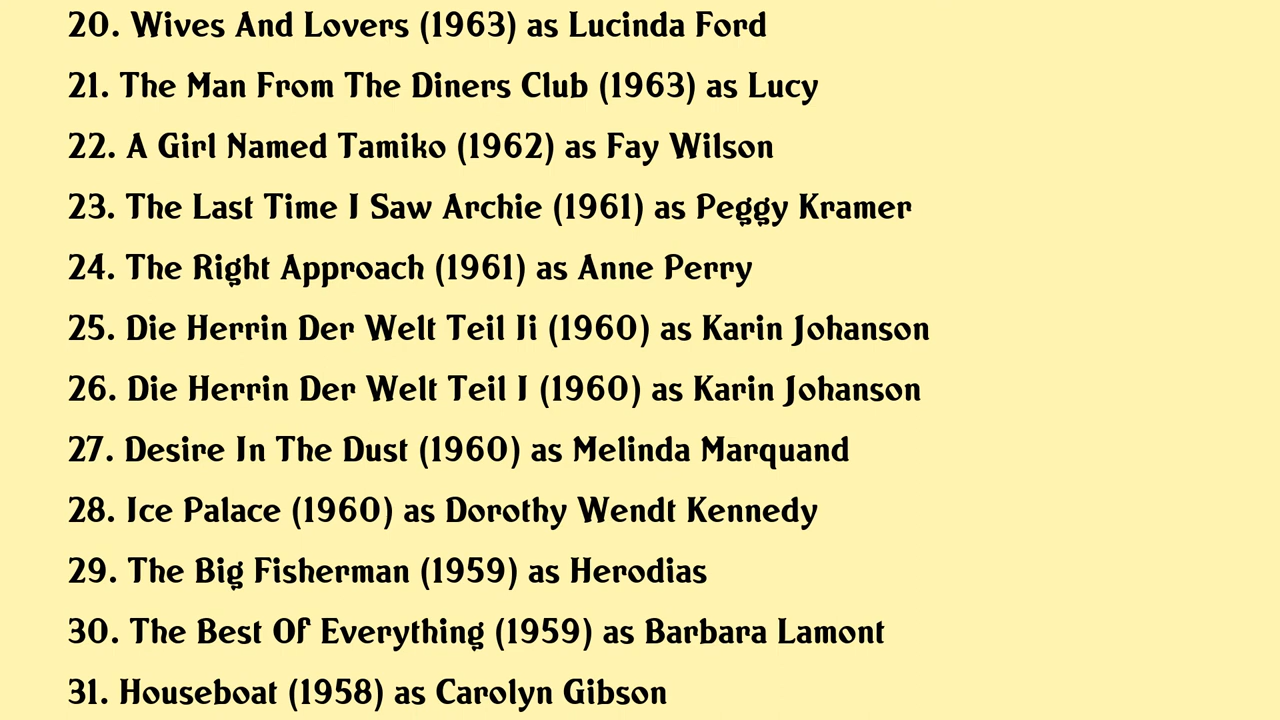 20. Wives And Lovers (1963) as Lucinda Ford
21. The Man From The Diners Club (1963) as Lucy
22. A Girl Named Tamiko (1962) as Fay Wilson
23. The Last Time I Saw Archie (1961) as Peggy Kramer
24. The Right Approach (1961) as Anne Perry
25. Die Herrin Der Welt Teil Ii (1960) as Karin Johanson
26. Die Herrin Der Welt Teil I (1960) as Karin Johanson
27. Desire In The Dust (1960) as Melinda Marquand
28. Ice Palace (1960) as Dorothy Wendt Kennedy
29. The Big Fisherman (1959) as Herodias
30. The Best Of Everything (1959) as Barbara Lamont
31. Houseboat (1958) as Carolyn Gibson